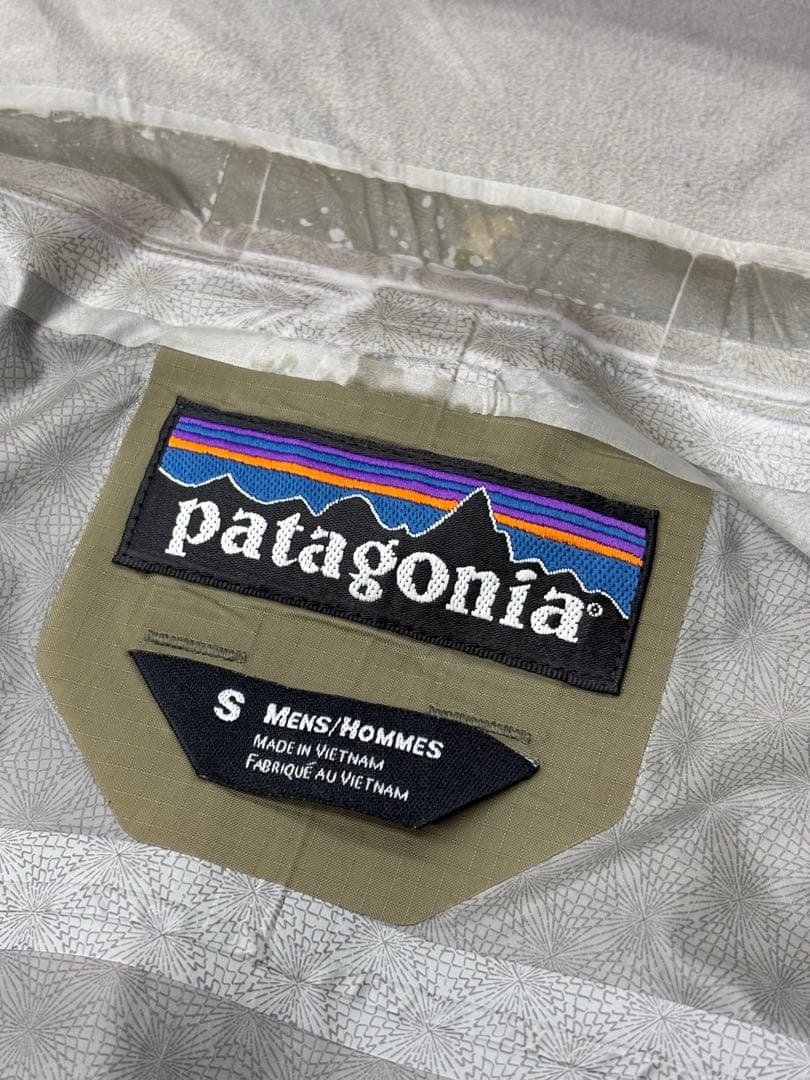 patagonia®
S MENS/HOMMES
MADE IN VIETNAM
FABRIQUÉ AU VIETNAM